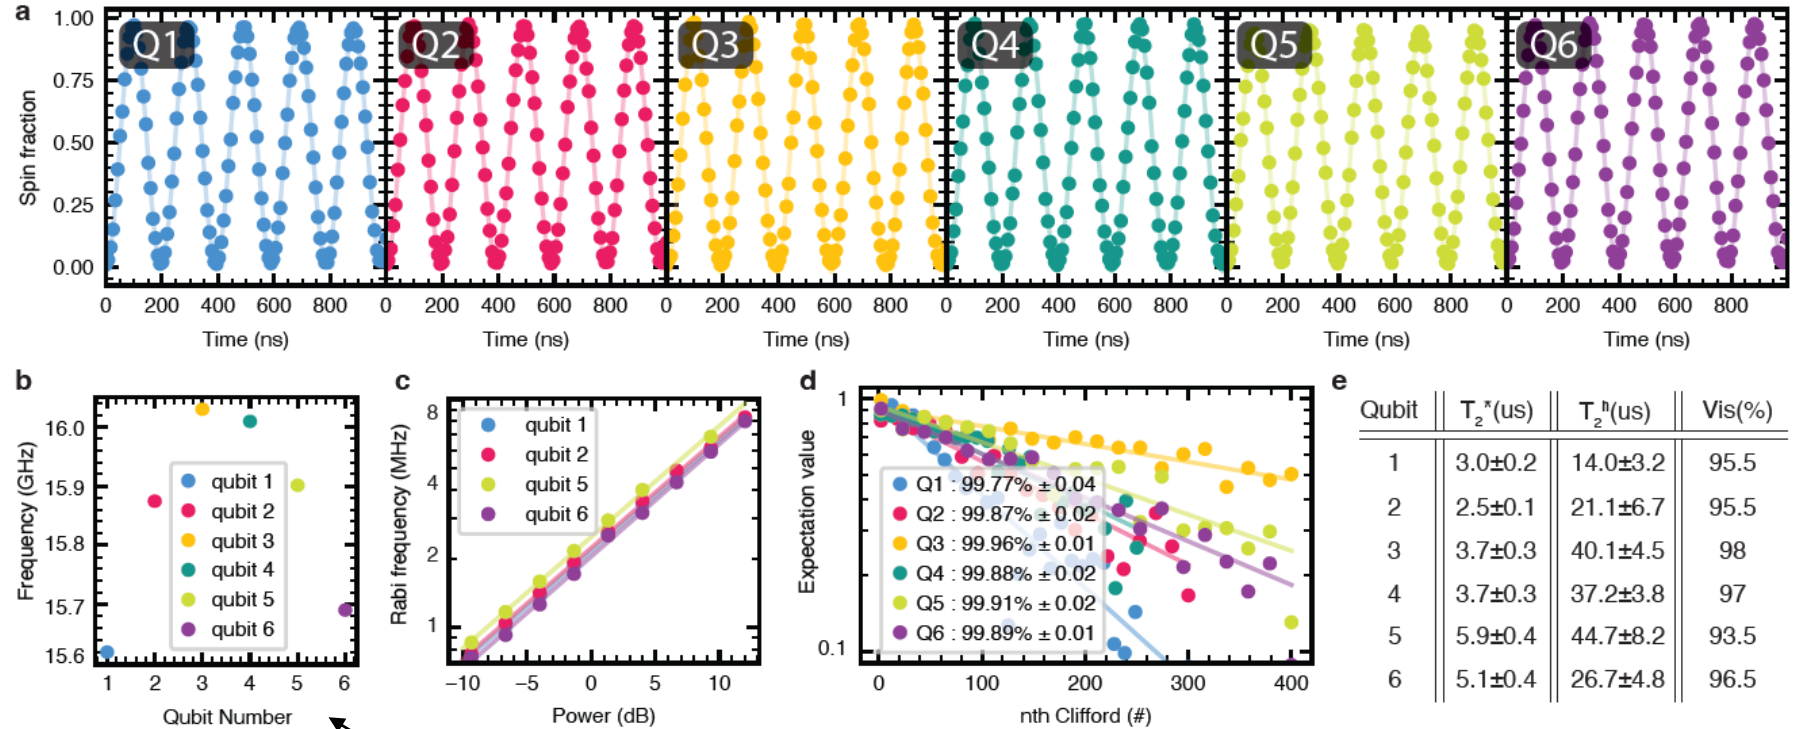 a
Spin fraction
1.00
0.75
0.50
0.25
0.00
Q1
Q2
Q3
Q4
Q5
Q6
0 200 400 600 800
0 200 400 600 800
0 200 400 600 800
0 200 400 600 800
0 200 400 600 800
0 200 400 600 800
Time (ns)
Time (ns)
Time (ns)
Time (ns)
Time (ns)
Time (ns)
b
Frequency (GHz)
16.0
15.9
15.8
15.7
15.6
qubit 1
qubit 2
qubit 3
qubit 4
qubit 5
qubit 6
1 2 3 4 5 6
Qubit Number
c
Rabi frequency (MHz)
8
4
2
1
qubit 1
qubit 2
qubit 5
qubit 6
−10 −5 0 5 10
Power (dB)
d
Expectation value
1
0.1
Q1 : 99.77% ± 0.04
Q2 : 99.87% ± 0.02
Q3 : 99.96% ± 0.01
Q4 : 99.88% ± 0.02
Q5 : 99.91% ± 0.02
Q6 : 99.89% ± 0.01
0 100 200 300 400
nth Clifford (#)
e
Qubit T₂*(us) T₂ʰ(us) Vis(%)
1 3.0±0.2 14.0±3.2 95.5
2 2.5±0.1 21.1±6.7 95.5
3 3.7±0.3 40.1±4.5 98
4 3.7±0.3 37.2±3.8 97
5 5.9±0.4 44.7±8.2 93.5
6 5.1±0.4 26.7±4.8 96.5